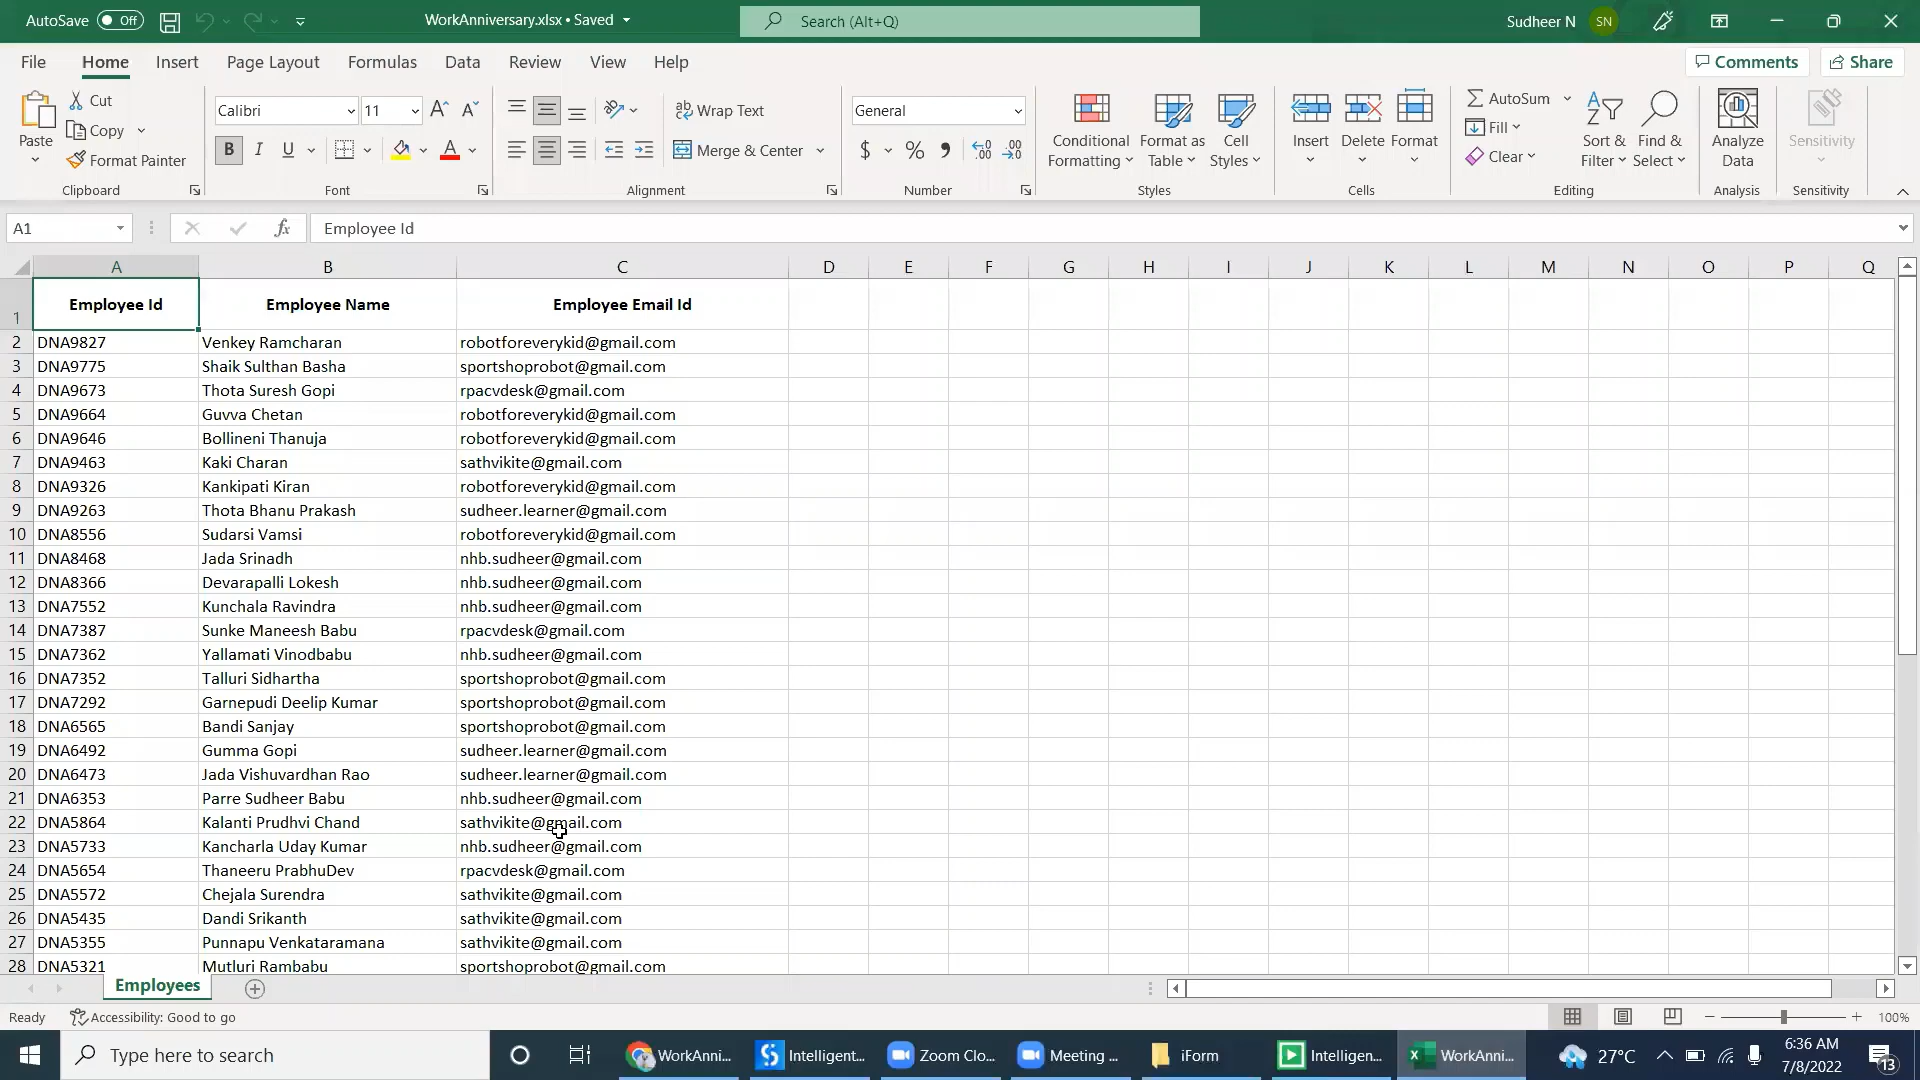 AutoSave Off WorkAnniversary.xlsx • Saved Search (Alt+Q) Sudheer N SN
File Home Insert Page Layout Formulas Data Review View Help Comments Share
Paste Cut Copy Format Painter Clipboard
Calibri 11 B I U Font
Wrap Text Merge & Center Alignment
General $ % Number
Conditional Formatting Format as Table Cell Styles Styles
Insert Delete Format Cells
AutoSum Fill Clear Sort & Filter Find & Select Editing
Analyze Data Analysis
Sensitivity Sensitivity
A1 fx Employee Id
A B C D E F G H I J K L M N O P Q
1 Employee Id Employee Name Employee Email Id
2 DNA9827 Venkey Ramcharan robotforeverykid@gmail.com
3 DNA9775 Shaik Sulthan Basha sportshoprobot@gmail.com
4 DNA9673 Thota Suresh Gopi rpacvdesk@gmail.com
5 DNA9664 Guvva Chetan robotforeverykid@gmail.com
6 DNA9646 Bollineni Thanuja robotforeverykid@gmail.com
7 DNA9463 Kaki Charan sathvikite@gmail.com
8 DNA9326 Kankipati Kiran robotforeverykid@gmail.com
9 DNA9263 Thota Bhanu Prakash sudheer.learner@gmail.com
10 DNA8556 Sudarsi Vamsi robotforeverykid@gmail.com
11 DNA8468 Jada Srinadh nhb.sudheer@gmail.com
12 DNA8366 Devarapalli Lokesh nhb.sudheer@gmail.com
13 DNA7552 Kunchala Ravindra nhb.sudheer@gmail.com
14 DNA7387 Sunke Maneesh Babu rpacvdesk@gmail.com
15 DNA7362 Yallamati Vinodbabu nhb.sudheer@gmail.com
16 DNA7352 Talluri Sidhartha sportshoprobot@gmail.com
17 DNA7292 Garnepudi Deelip Kumar sportshoprobot@gmail.com
18 DNA6565 Bandi Sanjay sportshoprobot@gmail.com
19 DNA6492 Gumma Gopi sudheer.learner@gmail.com
20 DNA6473 Jada Vishuvardhan Rao sudheer.learner@gmail.com
21 DNA6353 Parre Sudheer Babu nhb.sudheer@gmail.com
22 DNA5864 Kalanti Prudhvi Chand sathvikite@gmail.com
23 DNA5733 Kancharla Uday Kumar nhb.sudheer@gmail.com
24 DNA5654 Thaneeru PrabhuDev rpacvdesk@gmail.com
25 DNA5572 Chejala Surendra sathvikite@gmail.com
26 DNA5435 Dandi Srikanth sathvikite@gmail.com
27 DNA5355 Punnapu Venkataramana sathvikite@gmail.com
28 DNA5321 Mutluri Rambabu sportshoprobot@gmail.com
Employees
Ready Accessibility: Good to go 100%
Type here to search WorkAnni... Intelligent... Zoom Clo... Meeting ... iForm Intelligen... WorkAnni... 27°C 6:36 AM
7/8/2022 13